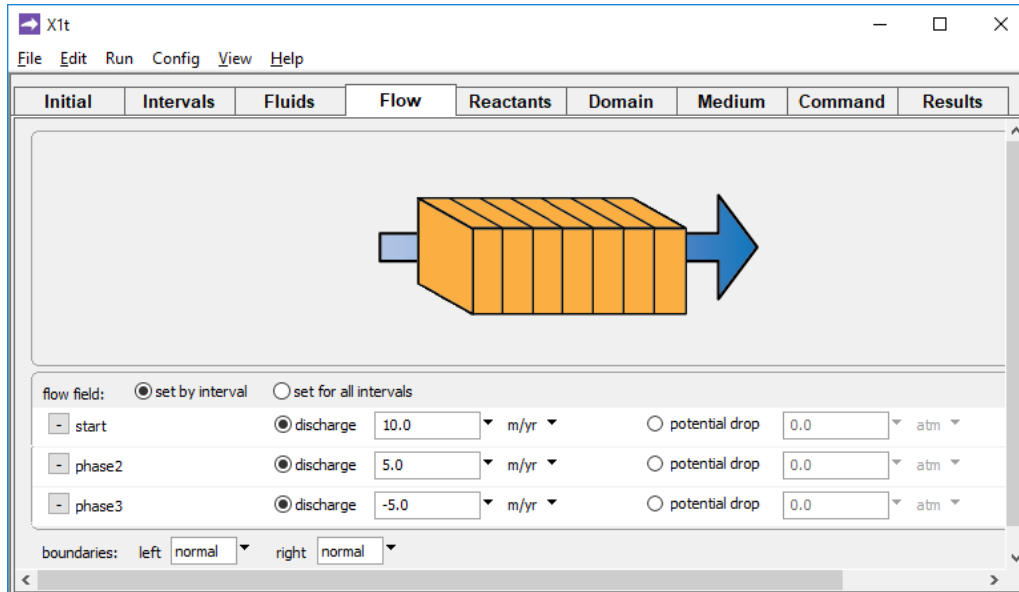 X1t
File Edit Run Config View Help
Initial Intervals Fluids Flow Reactants Domain Medium Command Results
flow field: set by interval set for all intervals
- start discharge 10.0 m/yr potential drop 0.0 atm
- phase2 discharge 5.0 m/yr potential drop 0.0 atm
- phase3 discharge -5.0 m/yr potential drop 0.0 atm
boundaries: left normal right normal